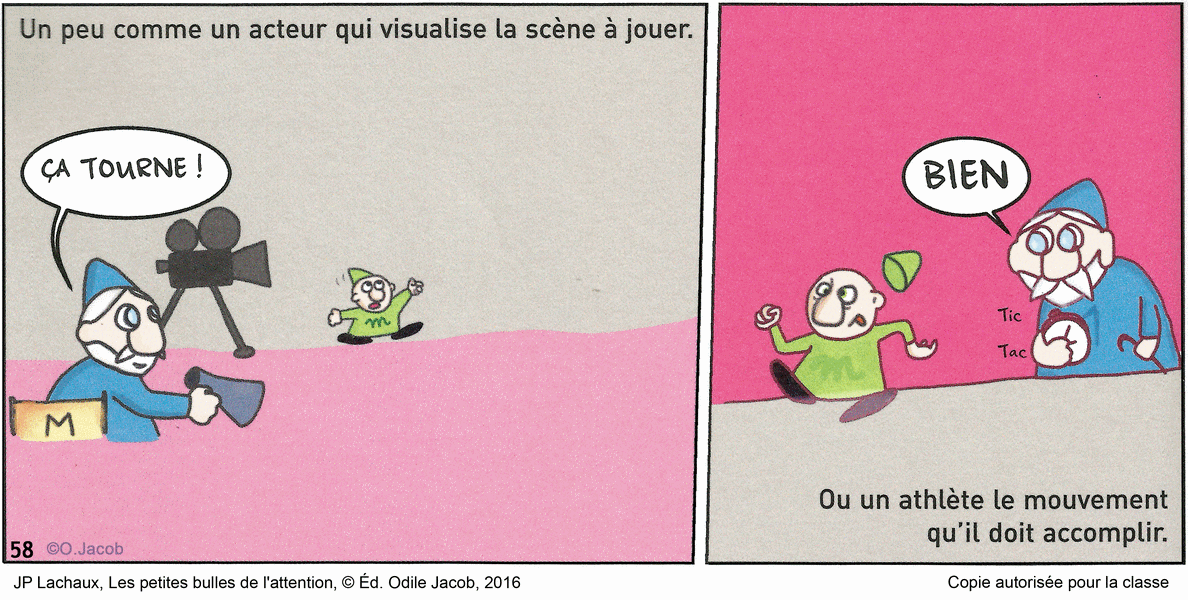 Un peu comme un acteur qui visualise la scène à jouer.
ÇA TOURNE !
M
58 ©O.Jacob
BIEN
Tic
Tac
Ou un athlète le mouvement
qu'il doit accomplir.
JP Lachaux, Les petites bulles de l'attention, © Éd. Odile Jacob, 2016
Copie autorisée pour la classe